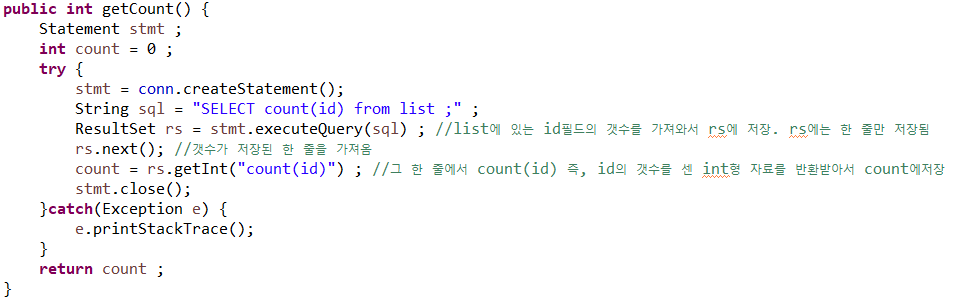 public int getCount() {
Statement stmt ;
int count = 0 ;
try {
stmt = conn.createStatement();
String sql = "SELECT count(id) from list ;" ;
ResultSet rs = stmt.executeQuery(sql) ; //list에 있는 id필드의 갯수를 가져와서 rs에 저장. rs에는 한 줄만 저장됨
rs.next(); //갯수가 저장된 한 줄을 가져옴
count = rs.getInt("count(id)") ; //그 한 줄에서 count(id) 즉, id의 갯수를 센 int형 자료를 반환받아서 count에저장
stmt.close();
}catch(Exception e) {
e.printStackTrace();
}
return count ;
}